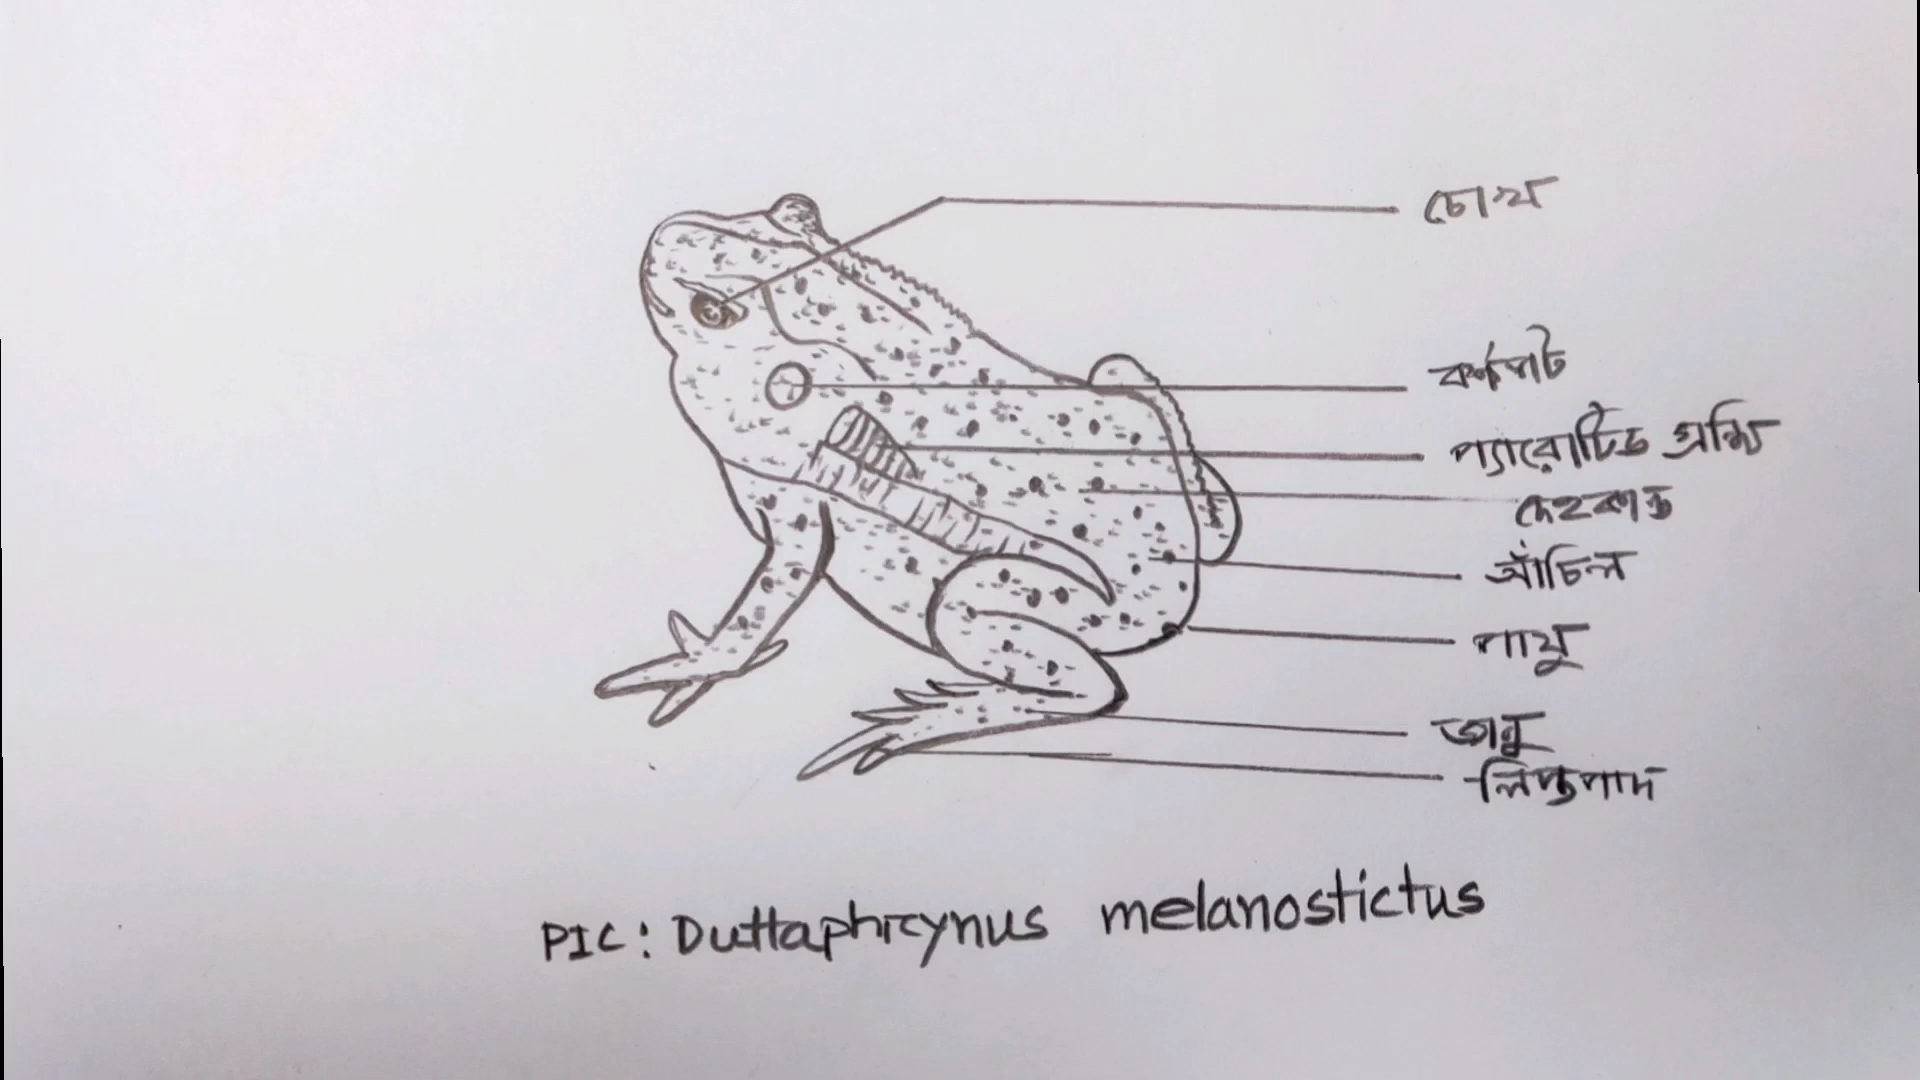 চোখ
কর্ণপট
প্যারোটিড গ্রন্থি
দেহকান্ড
আঁচিল
পায়ু
জানু
লিপ্তপাদ
PIC: Duttaphrynus melanostictus